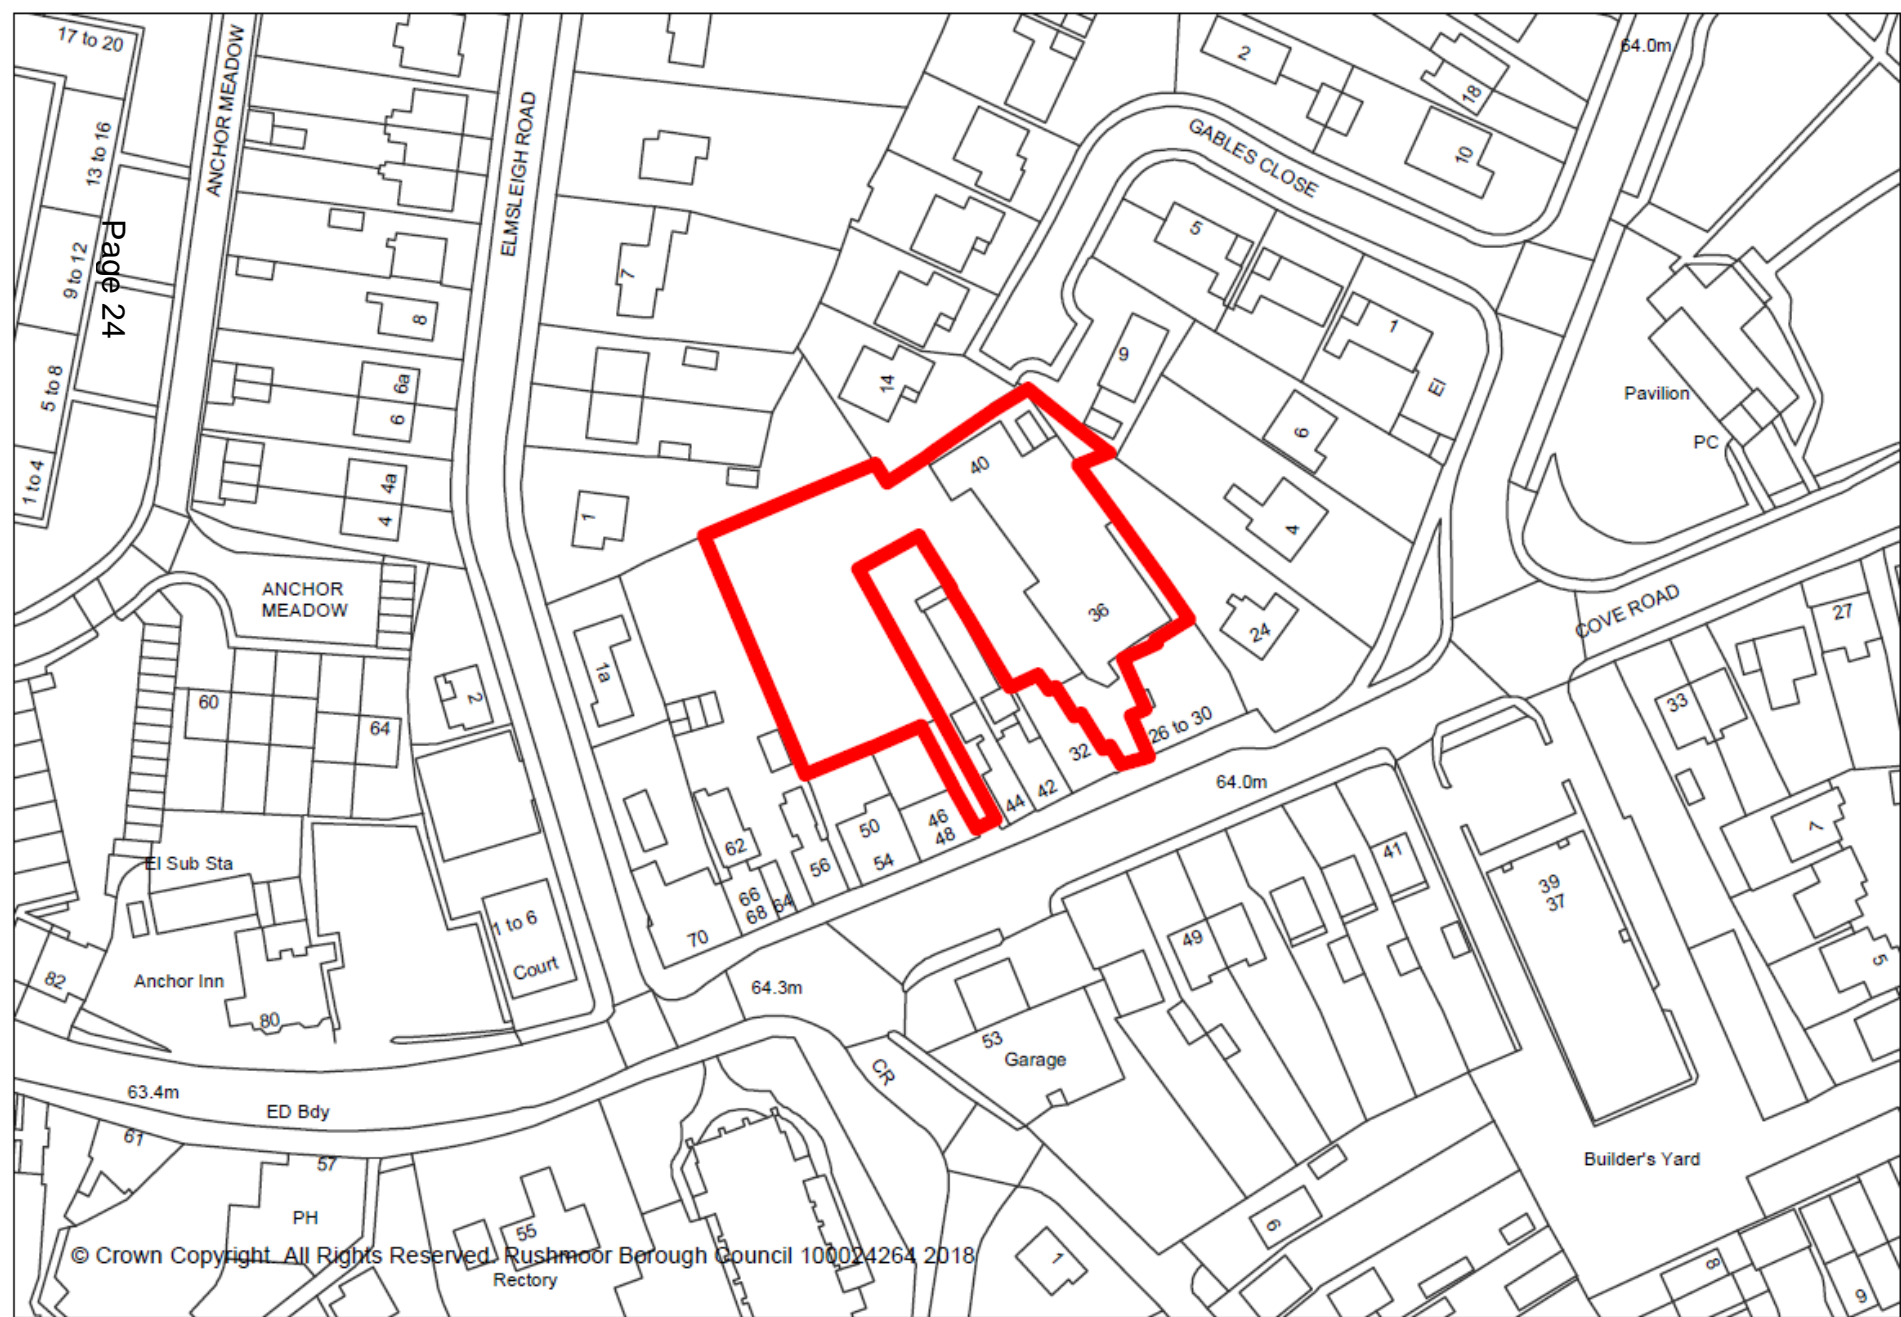 17 to 20
ANCHOR MEADOW
ELMSLEIGH ROAD
2
18
64.0m
13 to 16
GABLES CLOSE
10
Page 24
9 to 12
7
5
8
1
9
14
Pavilion
5 to 8
6a
6
El
6
PC
1 to 4
4a
4
1
40
4
ANCHOR
MEADOW
36
24
COVE ROAD
27
1a
60
64
2
33
32
26 to 30
64.0m
44
42
46
48
50
54
56
62
66
68
64
70
41
7
El Sub Sta
39
37
1 to 6
Court
49
5
82
Anchor Inn
80
64.3m
53
Garage
CR
63.4m
ED Bdy
61
57
PH
55
Rectory
Builder's Yard
6
1
8
9
© Crown Copyright. All Rights Reserved. Rushmoor Borough Council 100024264 2018